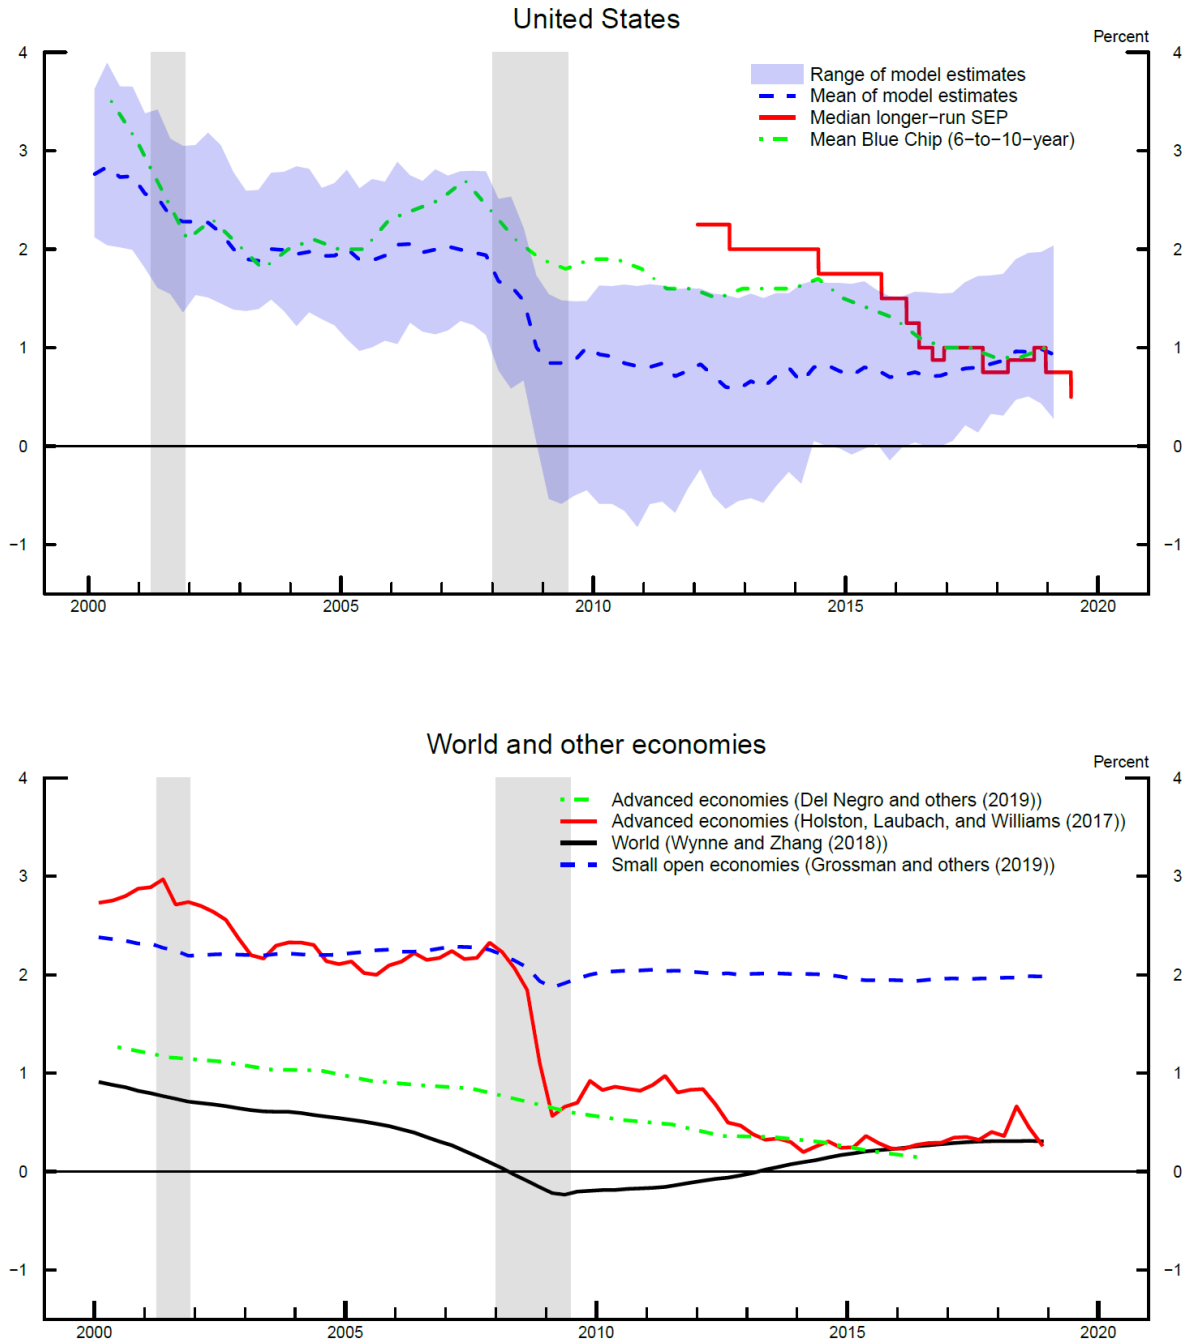 United States
Percent
4 4
3 3
2 2
1 1
0 0
−1 −1
Range of model estimates
Mean of model estimates
Median longer−run SEP
Mean Blue Chip (6−to−10−year)
2000 2005 2010 2015 2020
World and other economies
Percent
4 4
3 3
2 2
1 1
0 0
−1 −1
Advanced economies (Del Negro and others (2019))
Advanced economies (Holston, Laubach, and Williams (2017))
World (Wynne and Zhang (2018))
Small open economies (Grossman and others (2019))
2000 2005 2010 2015 2020